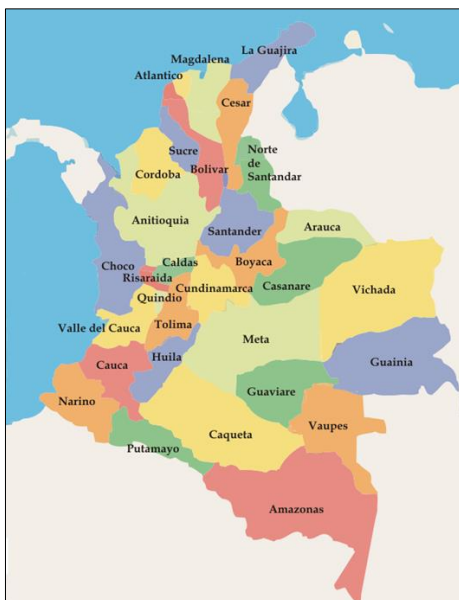 La Guajira
Magdalena
Atlantico
Cesar
Sucre
Norte
de
Santandar
Bolivar
Cordoba
Anitioquia
Santander
Arauca
Boyaca
Caldas
Choco
Risaraida
Casanare
Cundinamarca
Vichada
Quindio
Valle del Cauca
Tolima
Meta
Huila
Guainia
Cauca
Guaviare
Narino
Vaupes
Caqueta
Putamayo
Amazonas